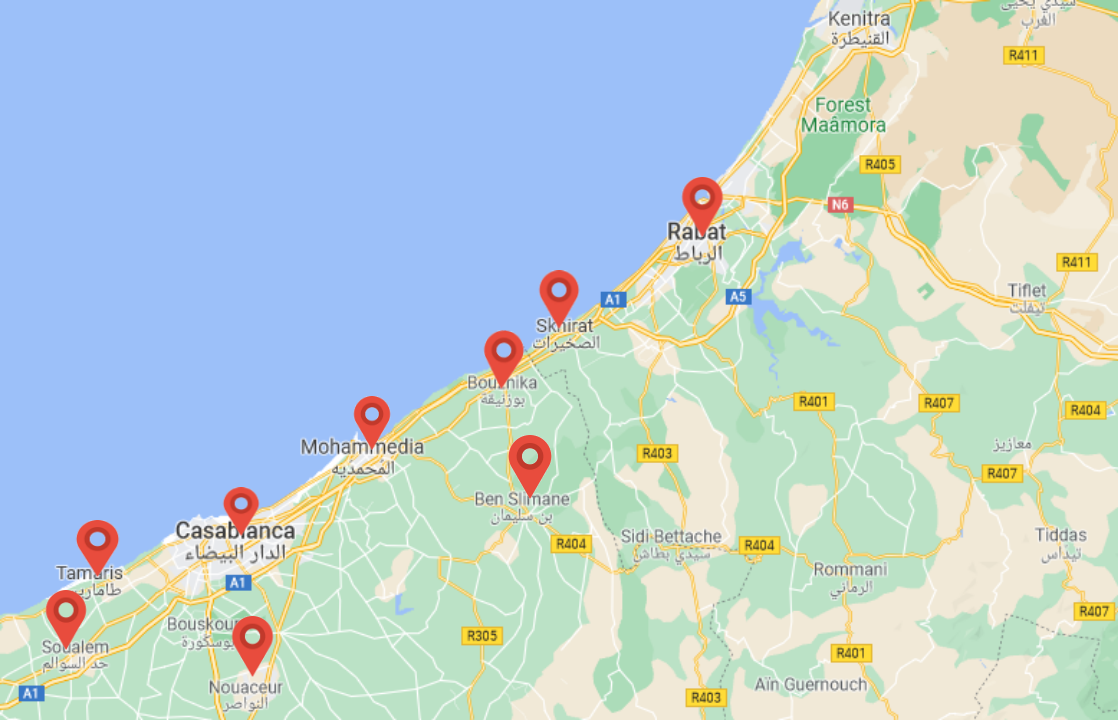 سيدي يحيى
الغرب
Kenitra
القنيطرة
R411
Forest
Maâmora
R405
N6
Rabat
الرباط
R411
A1
A5
Tiflet
تيفلت
Skhirat
الصخيرات
Bouznika
بوزنيقة
R401
R407
R404
Mohammedia
المحمديه
معازيز
R403
R407
Ben Slimane
بن سليمان
Casablanca
الدار البيضاء
R404
Sidi Bettache
سيدي بطاش
R404
Tiddas
تيداس
Tamaris
طاماريس
A1
Rommani
الرماني
R407
Bouskoura
بوسكورة
R305
Soualem
حد السوالم
R401
Nouaceur
النواصر
Aïn Guernouch
A1
R403